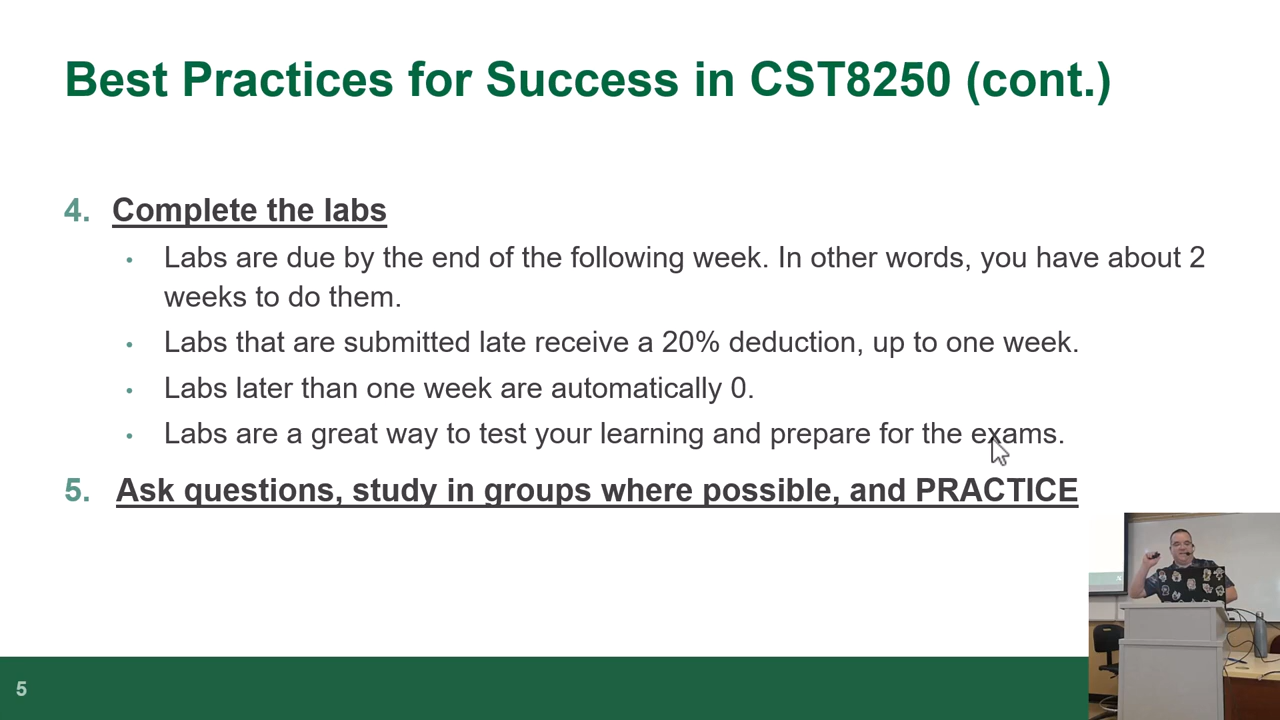 Best Practices for Success in CST8250 (cont.)
4. Complete the labs
• Labs are due by the end of the following week. In other words, you have about 2
weeks to do them.
• Labs that are submitted late receive a 20% deduction, up to one week.
• Labs later than one week are automatically 0.
• Labs are a great way to test your learning and prepare for the exams.
5. Ask questions, study in groups where possible, and PRACTICE
5